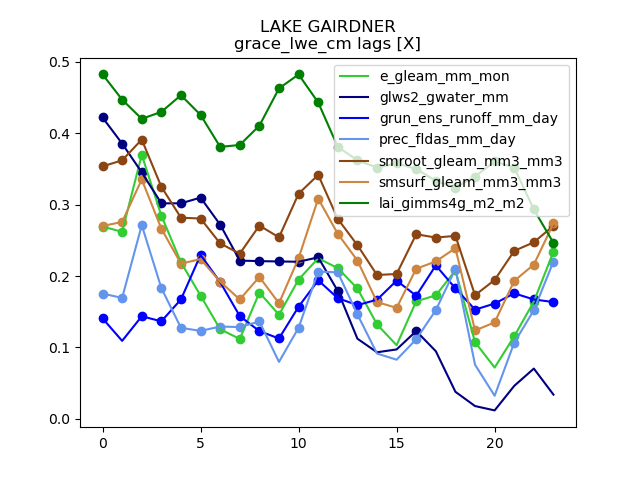 LAKE GAIRDNER
grace_lwe_cm lags [X]
0.5
0.4
0.3
0.2
0.1
0.0
e_gleam_mm_mon
glws2_gwater_mm
grun_ens_runoff_mm_day
prec_fldas_mm_day
smroot_gleam_mm3_mm3
smsurf_gleam_mm3_mm3
lai_gimms4g_m2_m2
0
5
10
15
20